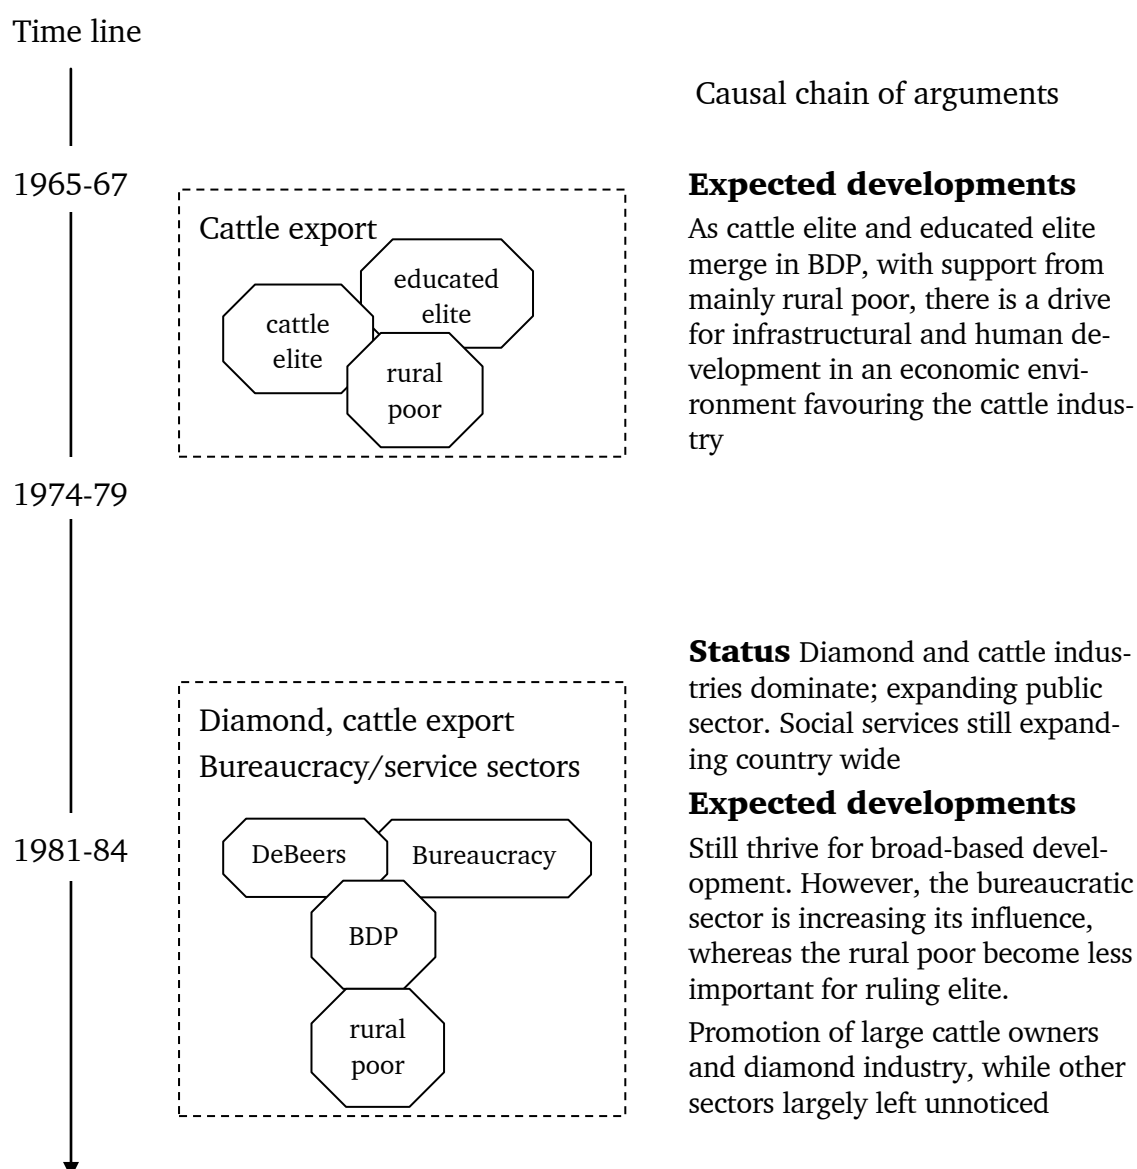 Time line
Causal chain of arguments
1965-67
Cattle export
educated
elite
cattle
elite
rural
poor
Expected developments
As cattle elite and educated elite
merge in BDP, with support from
mainly rural poor, there is a drive
for infrastructural and human de-
velopment in an economic envi-
ronment favouring the cattle indus-
try
1974-79
Status Diamond and cattle indus-
tries dominate; expanding public
sector. Social services still expand-
ing country wide
Diamond, cattle export
Bureaucracy/service sectors
1981-84
DeBeers
Bureaucracy
BDP
rural
poor
Expected developments
Still thrive for broad-based devel-
opment. However, the bureaucratic
sector is increasing its influence,
whereas the rural poor become less
important for ruling elite.
Promotion of large cattle owners
and diamond industry, while other
sectors largely left unnoticed